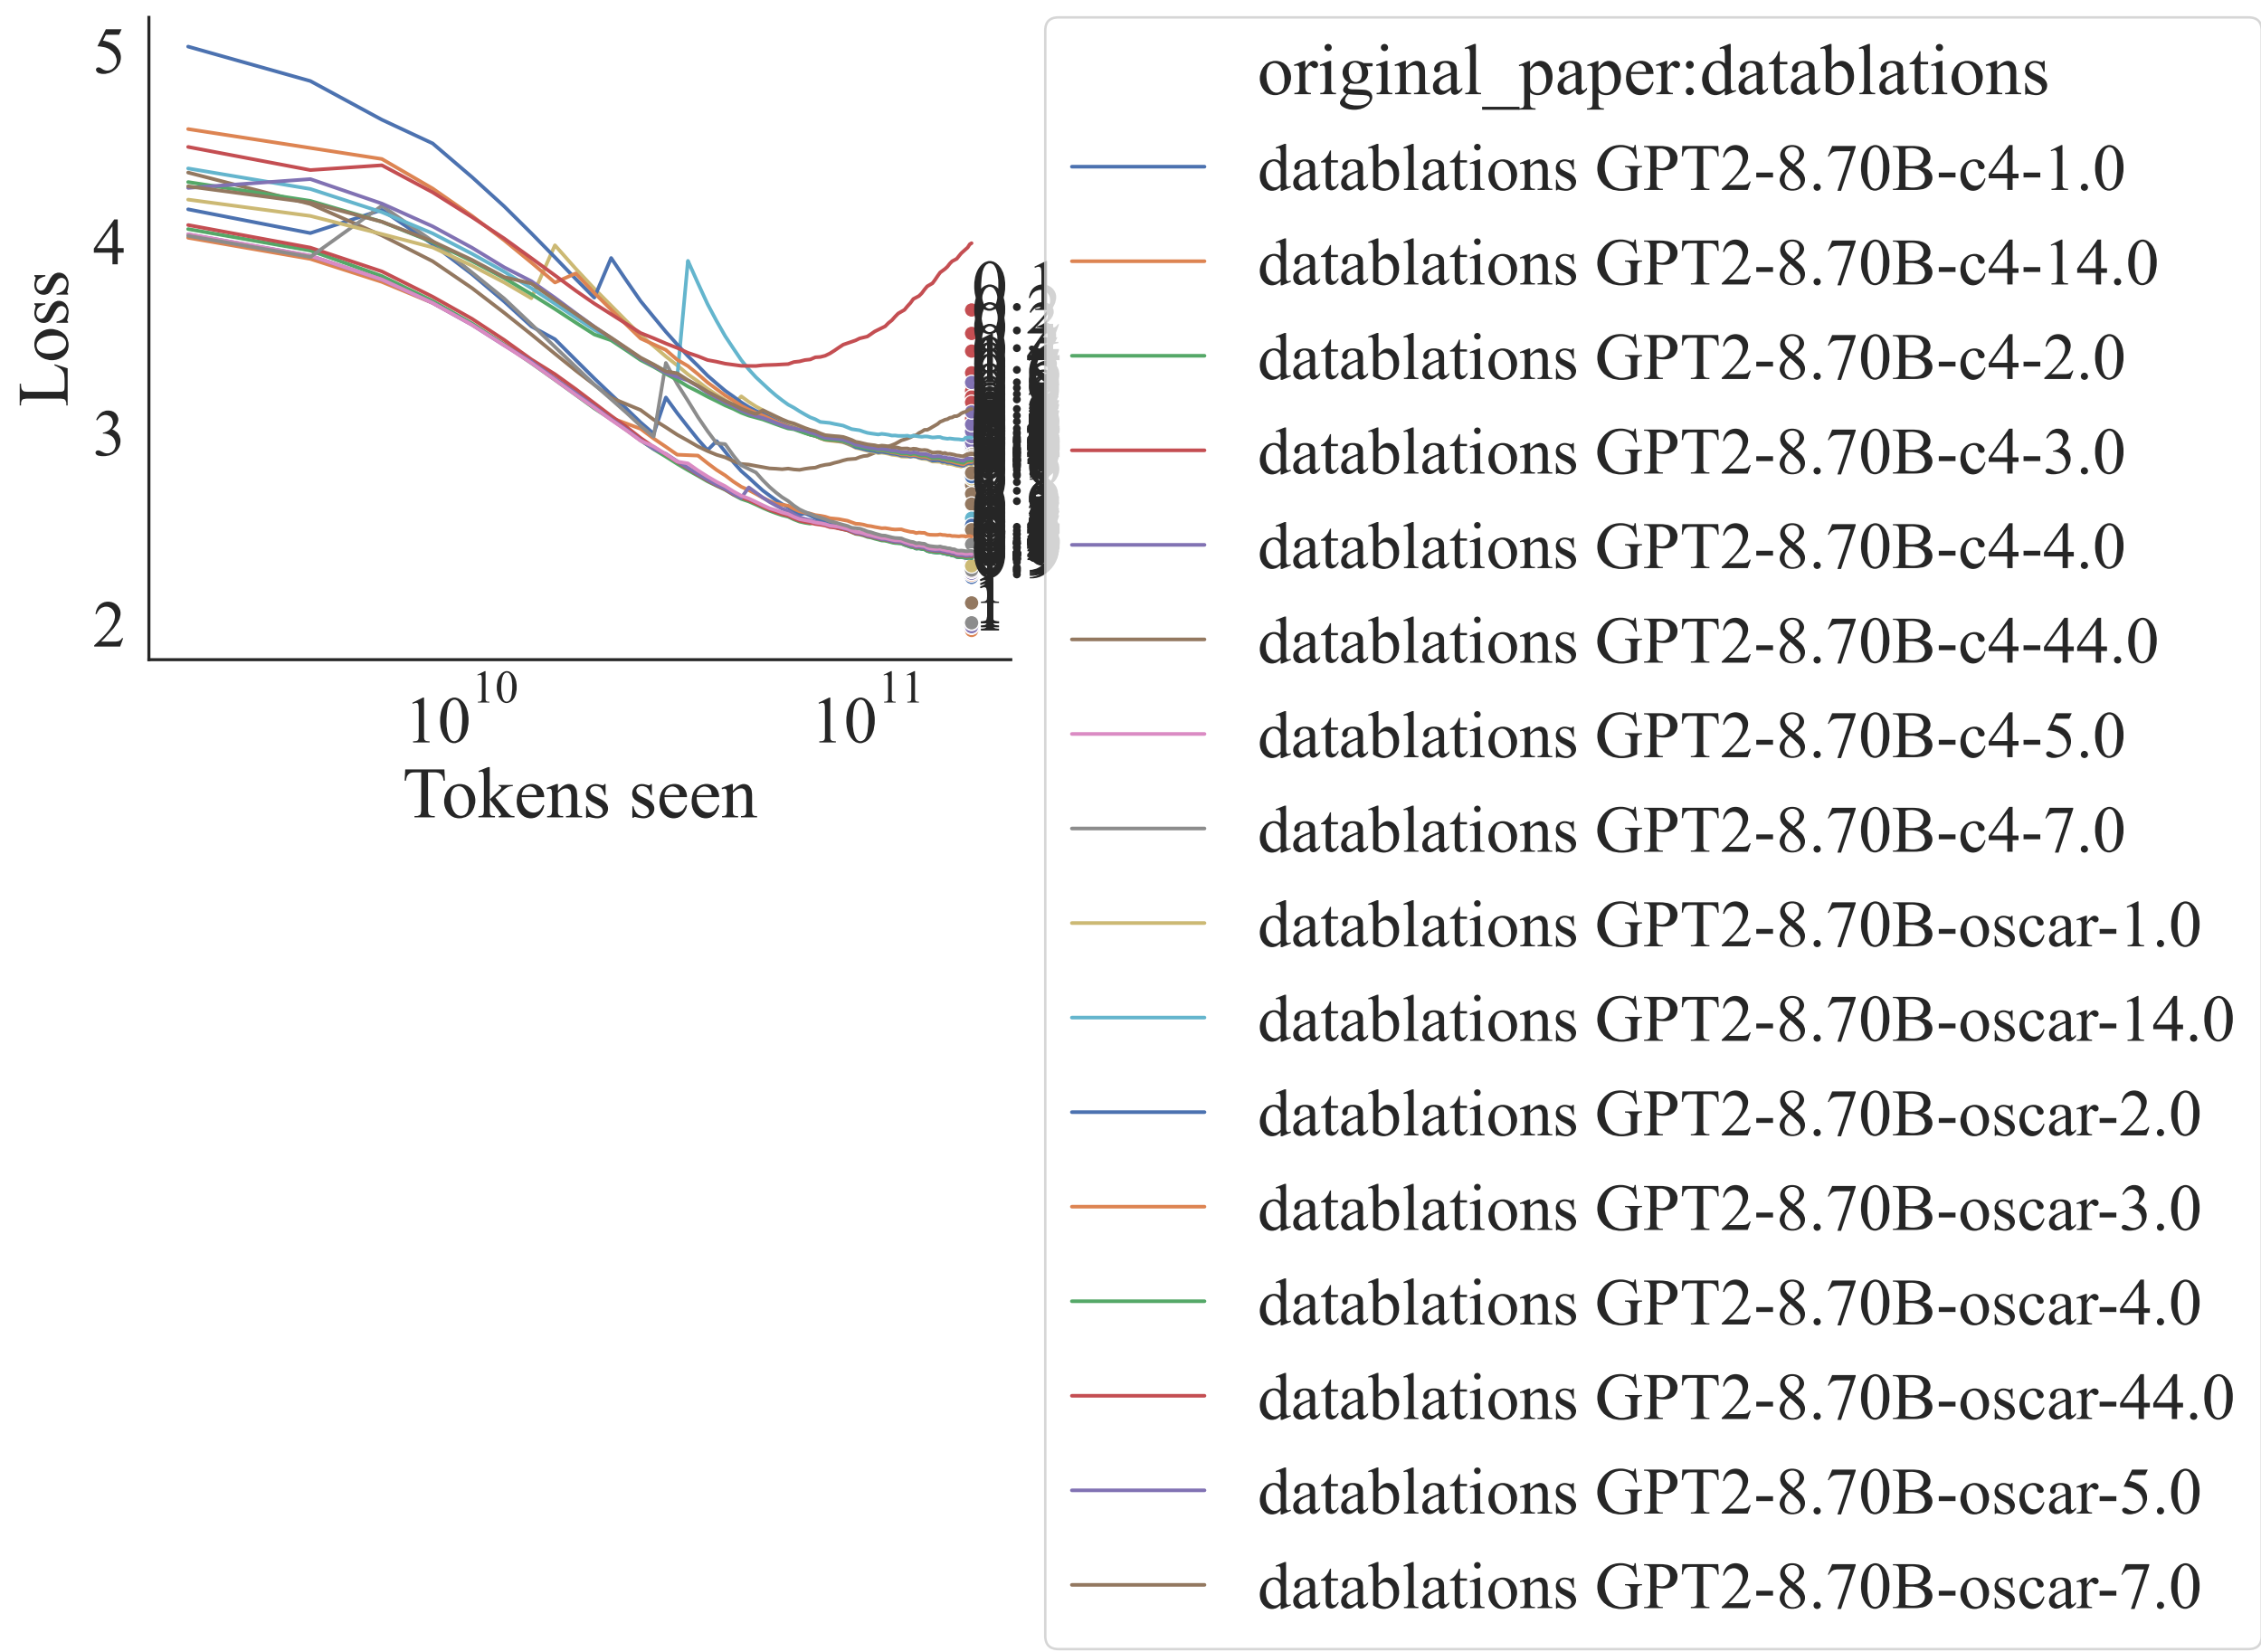 5
4
3
2
Loss
10^10
10^11
Tokens seen
original_paper:datablations
datablations GPT2-8.70B-c4-1.0
datablations GPT2-8.70B-c4-14.0
datablations GPT2-8.70B-c4-2.0
datablations GPT2-8.70B-c4-3.0
datablations GPT2-8.70B-c4-4.0
datablations GPT2-8.70B-c4-44.0
datablations GPT2-8.70B-c4-5.0
datablations GPT2-8.70B-c4-7.0
datablations GPT2-8.70B-oscar-1.0
datablations GPT2-8.70B-oscar-14.0
datablations GPT2-8.70B-oscar-2.0
datablations GPT2-8.70B-oscar-3.0
datablations GPT2-8.70B-oscar-4.0
datablations GPT2-8.70B-oscar-44.0
datablations GPT2-8.70B-oscar-5.0
datablations GPT2-8.70B-oscar-7.0